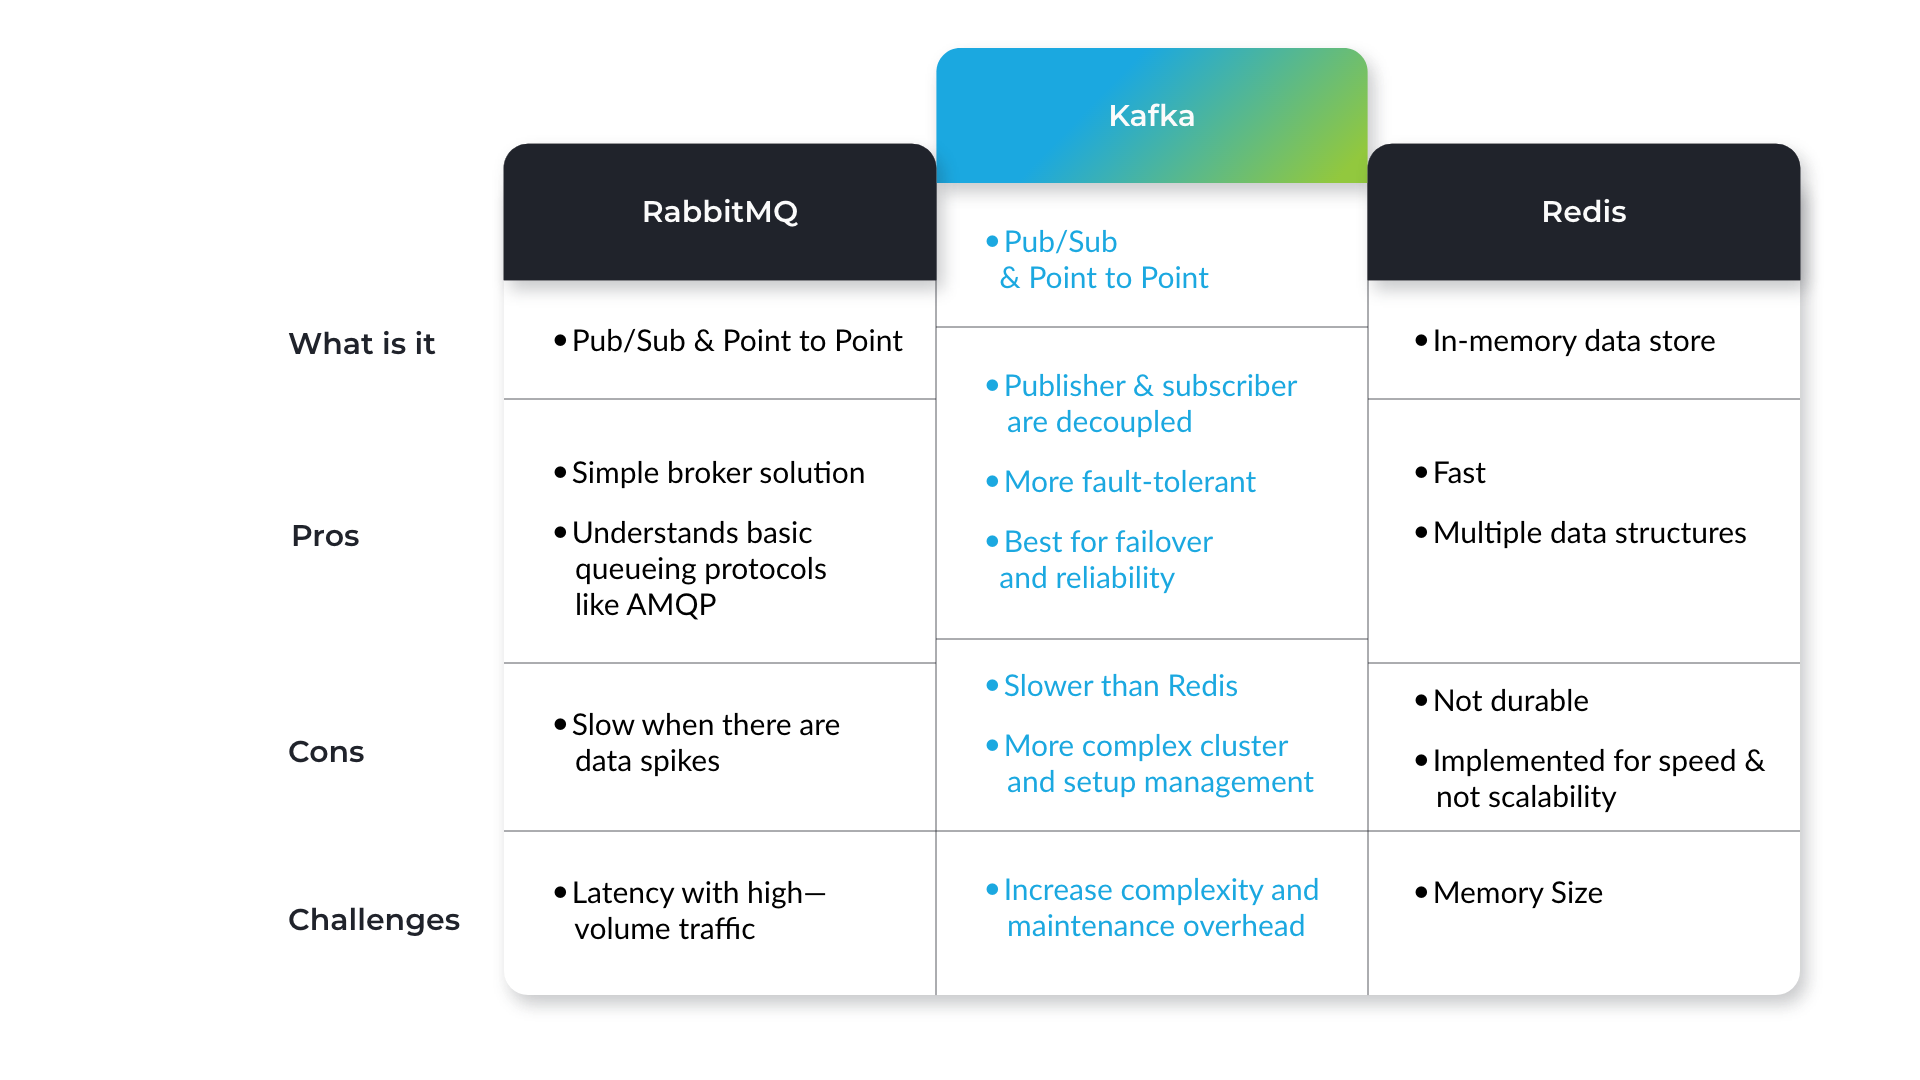 Kafka
RabbitMQ
Redis
• Pub/Sub
& Point to Point
What is it
• Pub/Sub & Point to Point
• In-memory data store
Pros
• Simple broker solution
• Understands basic
queueing protocols
like AMQP
• Publisher & subscriber
are decoupled
• More fault-tolerant
• Best for failover
and reliability
• Fast
• Multiple data structures
Cons
• Slow when there are
data spikes
• Slower than Redis
• More complex cluster
and setup management
• Not durable
• Implemented for speed &
not scalability
Challenges
• Latency with high—
volume traffic
• Increase complexity and
maintenance overhead
• Memory Size